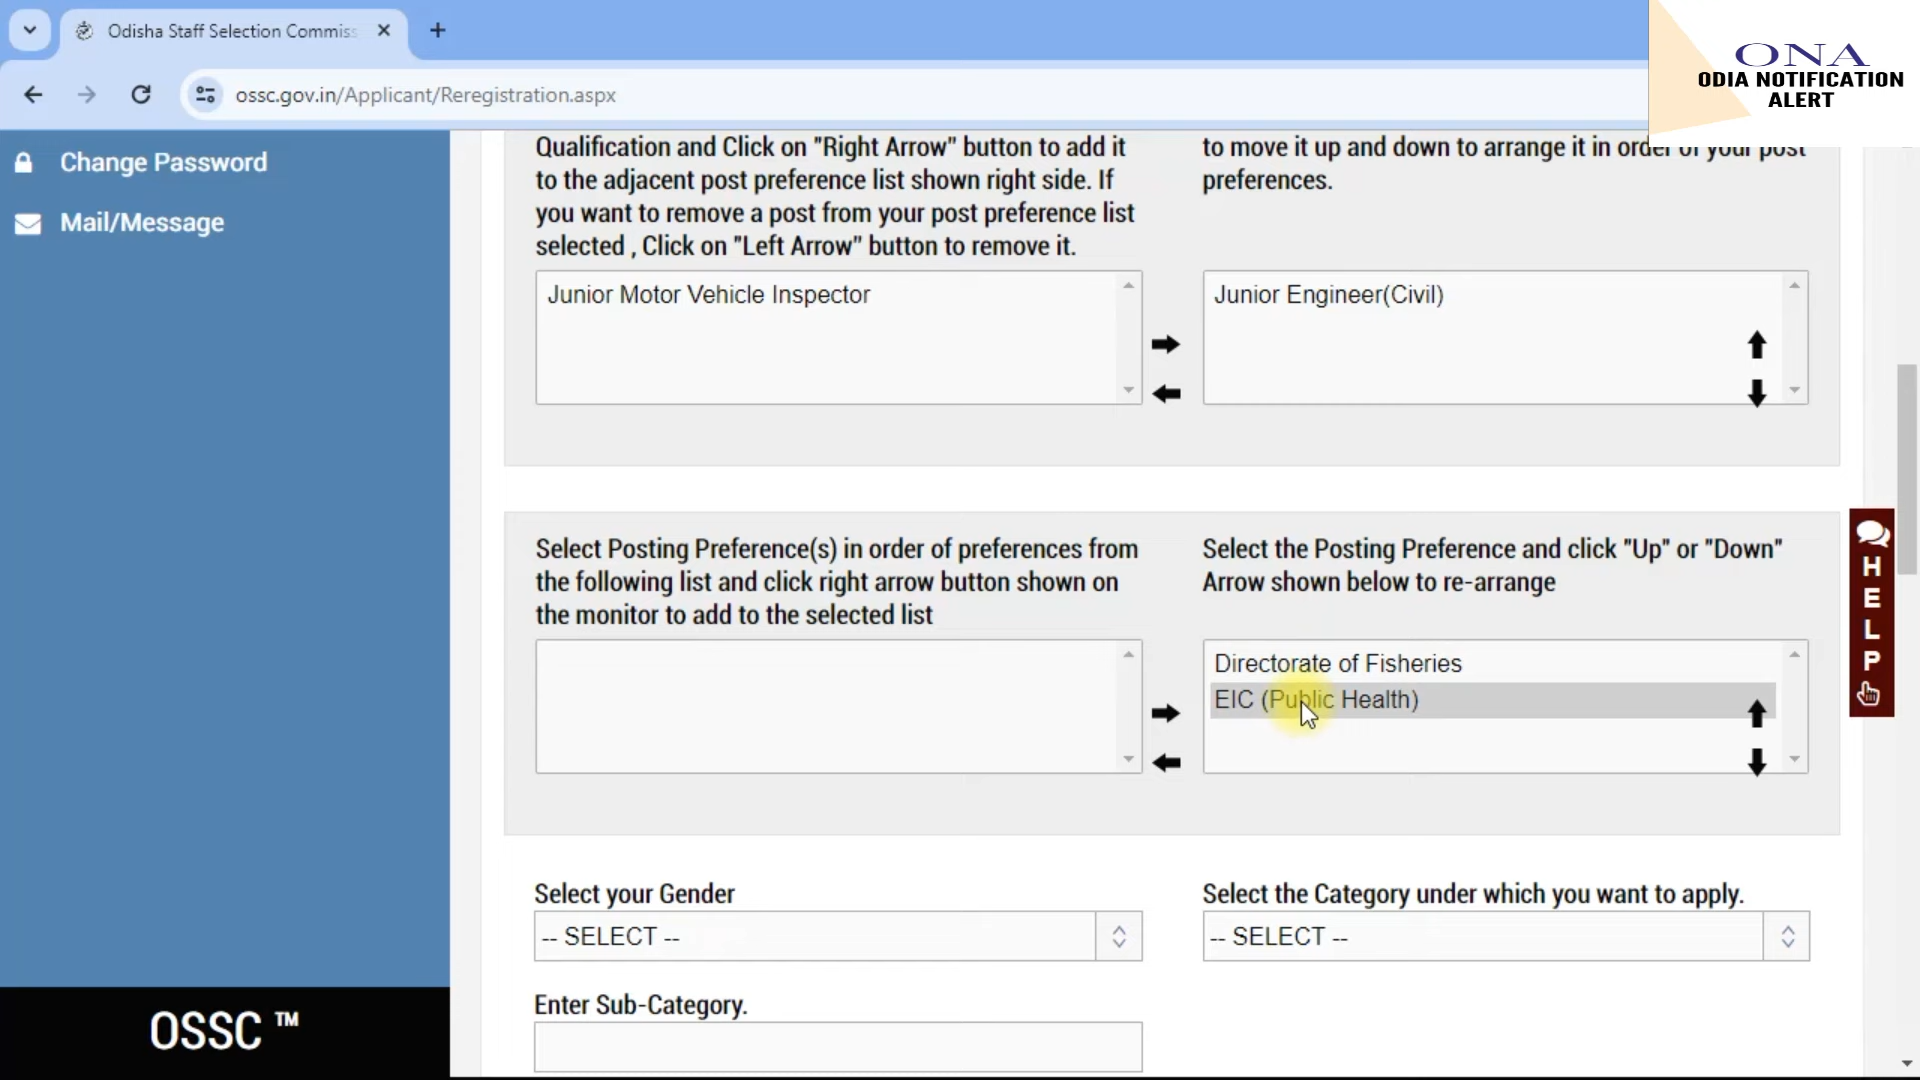 Odisha Staff Selection Commiss
ONA
ODIA NOTIFICATION
ALERT
ossc.gov.in/Applicant/Reregistration.aspx
Change Password
Mail/Message
Qualification and Click on "Right Arrow" button to add it
to the adjacent post preference list shown right side. If
you want to remove a post from your post preference list
selected , Click on "Left Arrow" button to remove it.
to move it up and down to arrange it in order of your post
preferences.
Junior Motor Vehicle Inspector
Junior Engineer(Civil)
Select Posting Preference(s) in order of preferences from
the following list and click right arrow button shown on
the monitor to add to the selected list
Select the Posting Preference and click "Up" or "Down"
Arrow shown below to re-arrange
Directorate of Fisheries
EIC (Public Health)
HELP
Select your Gender
-- SELECT --
Select the Category under which you want to apply.
-- SELECT --
Enter Sub-Category.
OSSC ™